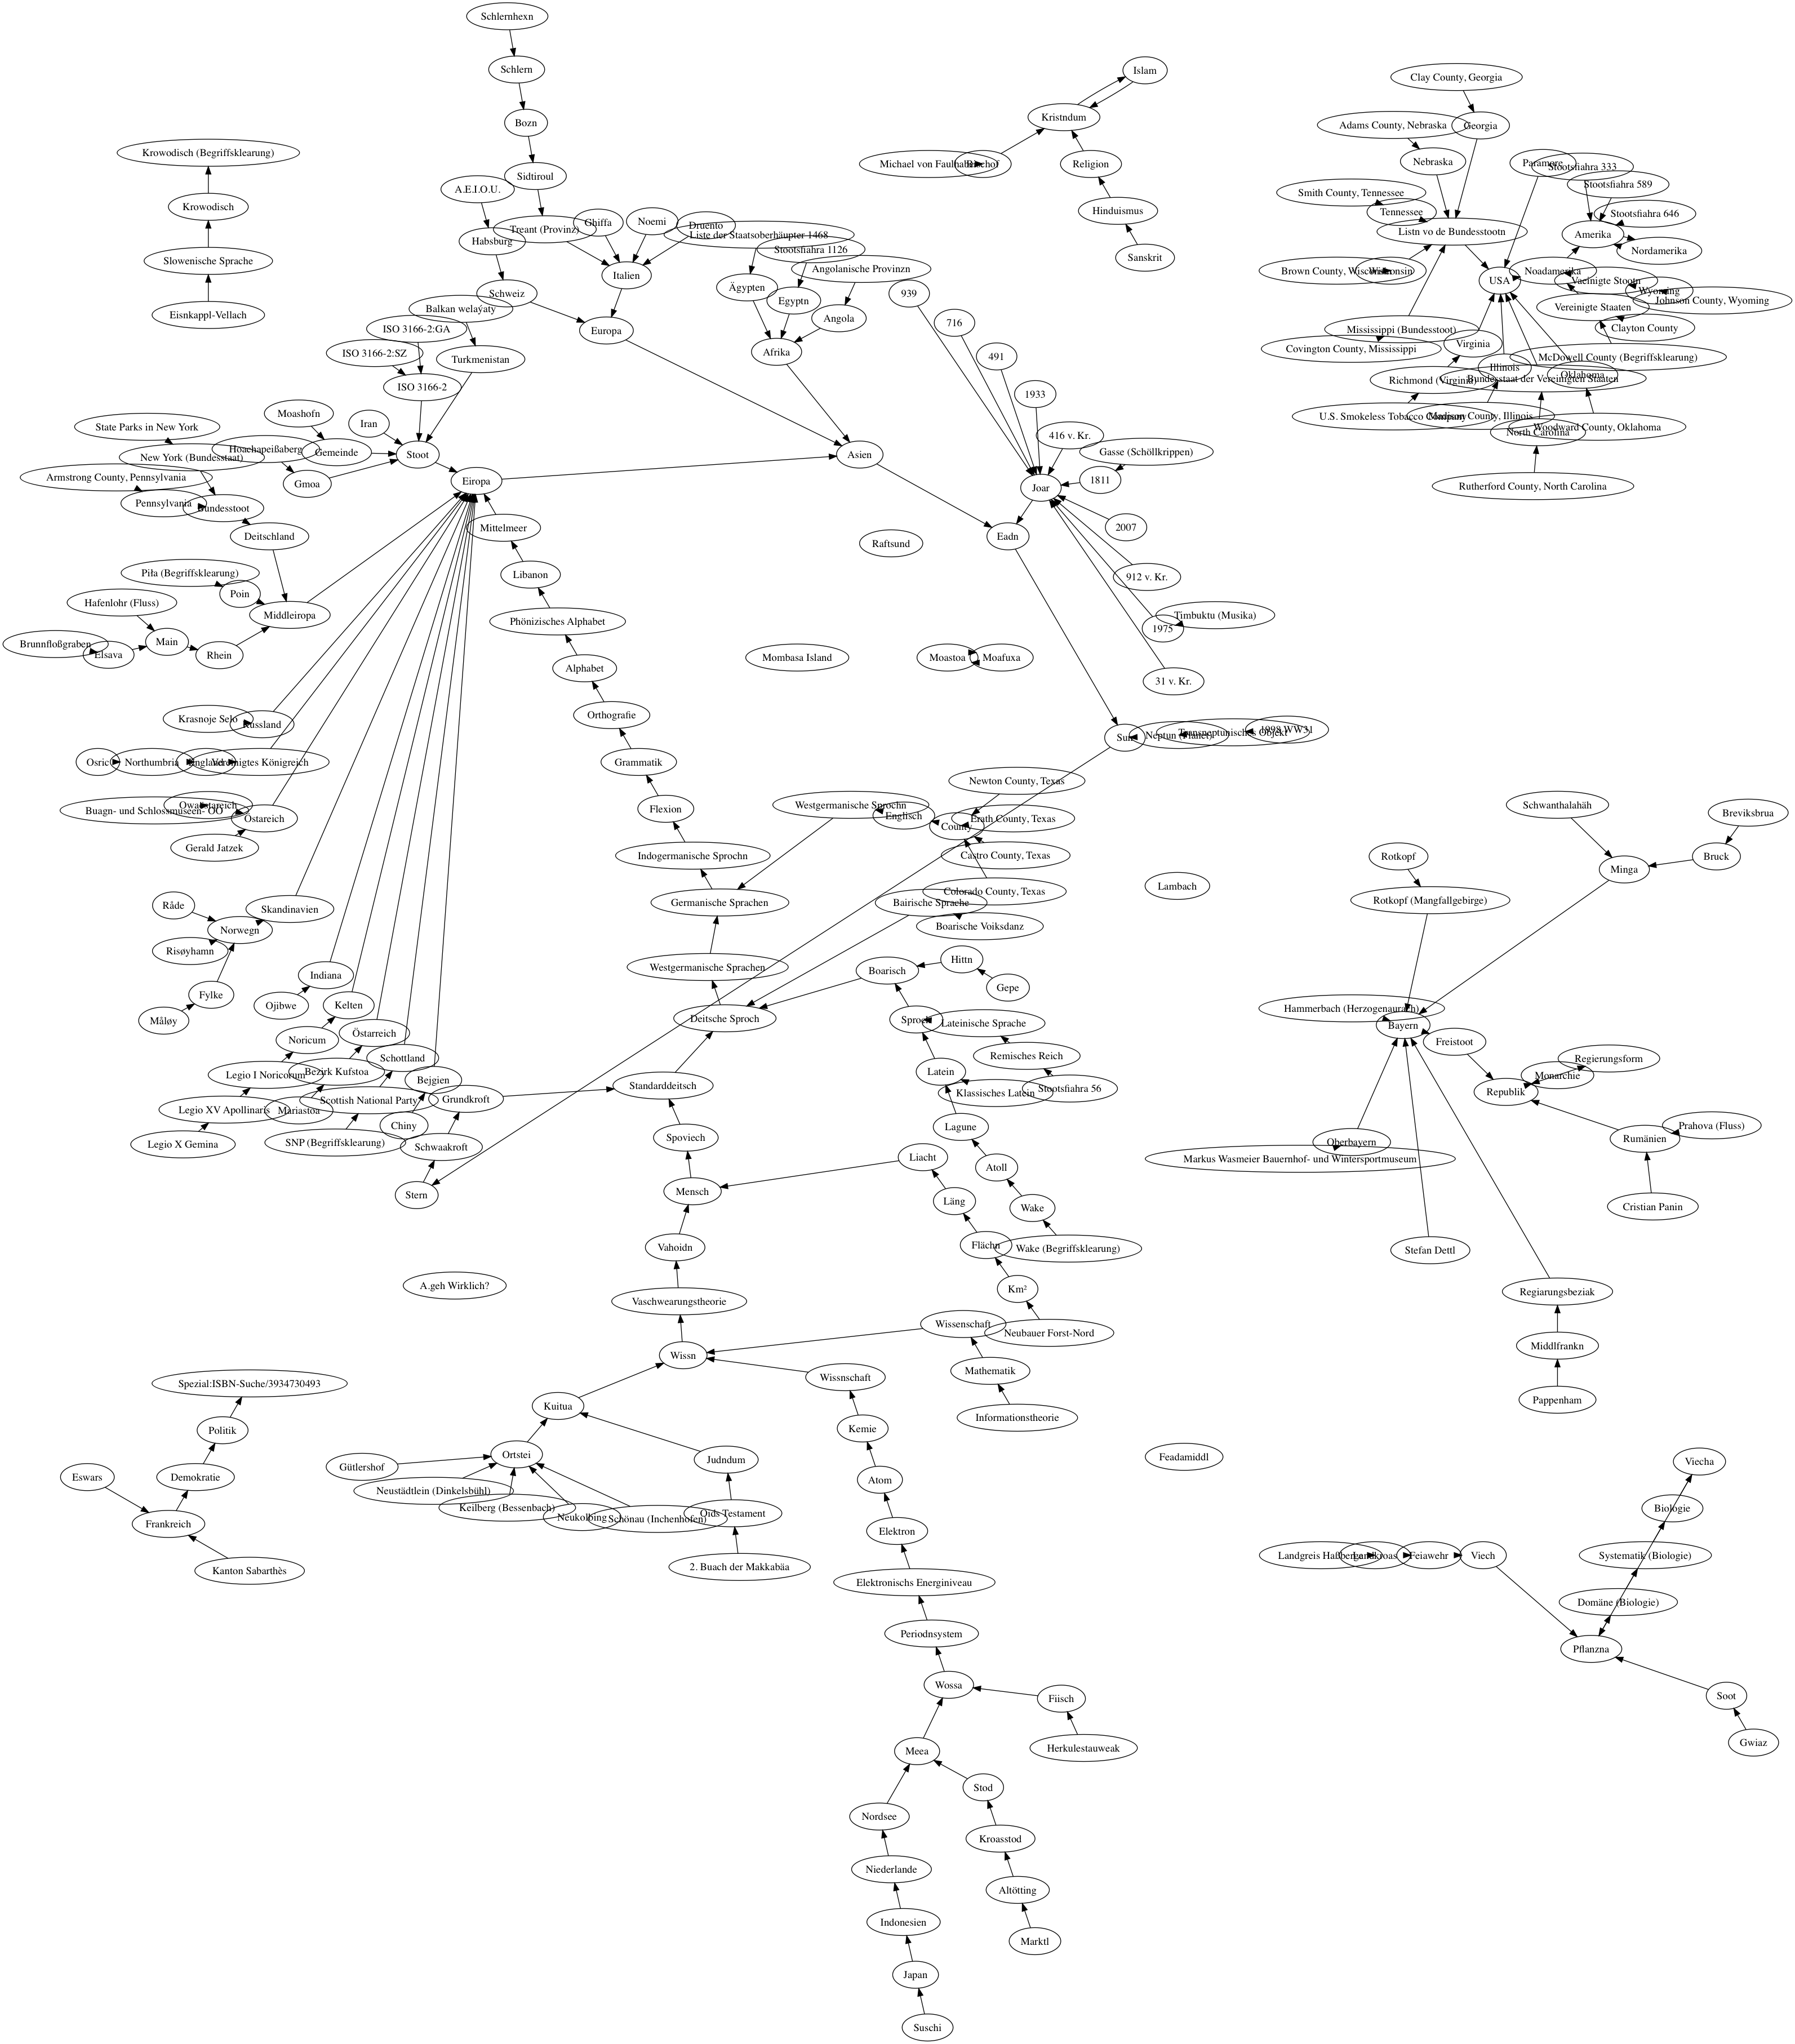 Schlernhexn
Schlern
Islam
Clay County, Georgia
Bozn
Kristndum
Adams County, Nebraska
Georgia
Krowodisch (Begriffsklearung)
Michael von Faulhaber
Bischof
Religion
Nebraska
Paramore
Stootsfiahra 333
Sidtiroul
A.E.I.O.U.
Stootsfiahra 589
Smith County, Tennessee
Krowodisch
Hinduismus
Tennessee
Stootsfiahra 646
Treant (Provinz)
Ghiffa
Noemi
Druento
Liste der Staatsoberhäupter 1468
Listn vo de Bundesstootn
Amerika
Habsburg
Stootsfiahra 1126
Nordamerika
Slowenische Sprache
Sanskrit
Italien
Angolanische Provinzn
Brown County, Wisconsin
Wisconsin
USA
Noadamerika
Vaeinigte Stootn
Ägypten
Schweiz
939
Wyoming
Johnson County, Wyoming
Egyptn
Balkan welaýaty
Vereinigte Staaten
Eisnkappl-Vellach
Angola
716
ISO 3166-2:GA
Europa
Mississippi (Bundesstoot)
Clayton County
ISO 3166-2:SZ
Turkmenistan
Afrika
491
Covington County, Mississippi
Virginia
McDowell County (Begriffsklearung)
ISO 3166-2
1933
Richmond (Virginia)
Illinois
Bundesstaat der Vereinigten Staaten
Oklahoma
Moashofn
Iran
416 v. Kr.
U.S. Smokeless Tobacco Company
Madison County, Illinois
Woodward County, Oklahoma
North Carolina
State Parks in New York
Hoachapeißaberg
Gemeinde
Stoot
Asien
Gasse (Schöllkrippen)
New York (Bundesstaat)
Armstrong County, Pennsylvania
Gmoa
Eiropa
Joar
1811
Rutherford County, North Carolina
Pennsylvania
Bundesstoot
Mittelmeer
2007
Deitschland
Raftsund
Eadn
Piła (Begriffsklearung)
Libanon
912 v. Kr.
Poin
Hafenlohr (Fluss)
Middleiropa
Phönizisches Alphabet
Timbuktu (Musika)
1975
Brunnfloßgraben
Elsava
Main
Rhein
Alphabet
Mombasa Island
Moastoa
Moafuxa
31 v. Kr.
Krasnoje Selo
Russland
Orthografie
Sun
Neptun (Planet)
Transneptunisches Objekt
1998 WW31
Osric
Northumbria
England
Vereinigtes Königreich
Grammatik
Newton County, Texas
Buagn- und Schlossmuseen- OÖ
Owaöstareich
Östareich
Flexion
Westgermanische Sprochn
Englisch
County
Erath County, Texas
Schwanthalahäh
Breviksbrua
Gerald Jatzek
Indogermanische Sprochn
Castro County, Texas
Rotkopf
Minga
Bruck
Germanische Sprachen
Colorado County, Texas
Lambach
Råde
Skandinavien
Bairische Sprache
Rotkopf (Mangfallgebirge)
Norwegn
Boarische Voiksdanz
Risøyhamn
Indiana
Westgermanische Sprachen
Boarisch
Hittn
Fylke
Ojibwe
Kelten
Gepe
Måløy
Noricum
Östarreich
Deitsche Sproch
Sproch
Lateinische Sprache
Hammerbach (Herzogenaurach)
Bayern
Freistoot
Legio I Noricorum
Bezirk Kufstoa
Schottland
Remisches Reich
Regierungsform
Monarchie
Bejgien
Standarddeitsch
Latein
Klassisches Latein
Stootsfiahra 56
Republik
Legio XV Apollinaris
Mariastoa
Scottish National Party
Grundkroft
Legio X Gemina
SNP (Begriffsklearung)
Chiny
Schwaakroft
Spoviech
Lagune
Rumänien
Prahova (Fluss)
Oberbayern
Markus Wasmeier Bauernhof- und Wintersportmuseum
Stern
Mensch
Liacht
Atoll
Läng
Wake
Cristian Panin
Vahoidn
Flächn
Wake (Begriffsklearung)
Stefan Dettl
A.geh Wirklich?
Vaschwearungstheorie
Km²
Regiarungsbeziak
Wissenschaft
Neubauer Forst-Nord
Wissn
Middlfrankn
Spezial:ISBN-Suche/3934730493
Wissnschaft
Mathematik
Pappenham
Kuitua
Informationstheorie
Politik
Kemie
Eswars
Demokratie
Gütlershof
Ortstei
Judndum
Feadamiddl
Viecha
Neustädtlein (Dinkelsbühl)
Atom
Keilberg (Bessenbach)
Neukolbing
Schönau (Inchenhofen)
Oids Testament
Biologie
Frankreich
Elektron
Kanton Sabarthès
2. Buach der Makkabäa
Landgreis Haßberge
Landkroas
Feiawehr
Viech
Systematik (Biologie)
Elektronischs Energiniveau
Domäne (Biologie)
Periodnsystem
Pflanzna
Wossa
Fiisch
Soot
Herkulestauweak
Gwiaz
Meea
Stod
Nordsee
Kroasstod
Niederlande
Altötting
Indonesien
Marktl
Japan
Suschi